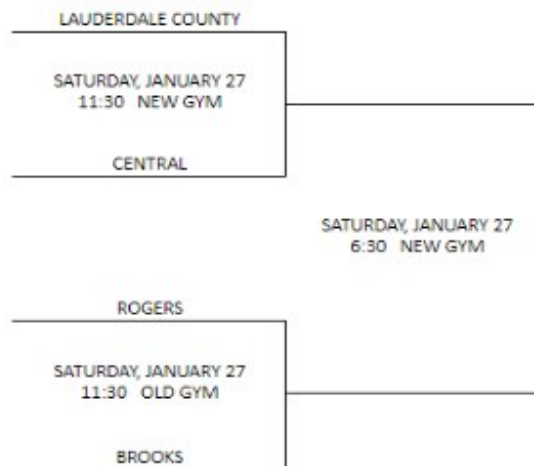 LAUDERDALE COUNTY
SATURDAY, JANUARY 27
11:30 NEW GYM
CENTRAL
SATURDAY, JANUARY 27
6:30 NEW GYM
ROGERS
SATURDAY, JANUARY 27
11:30 OLD GYM
BROOKS